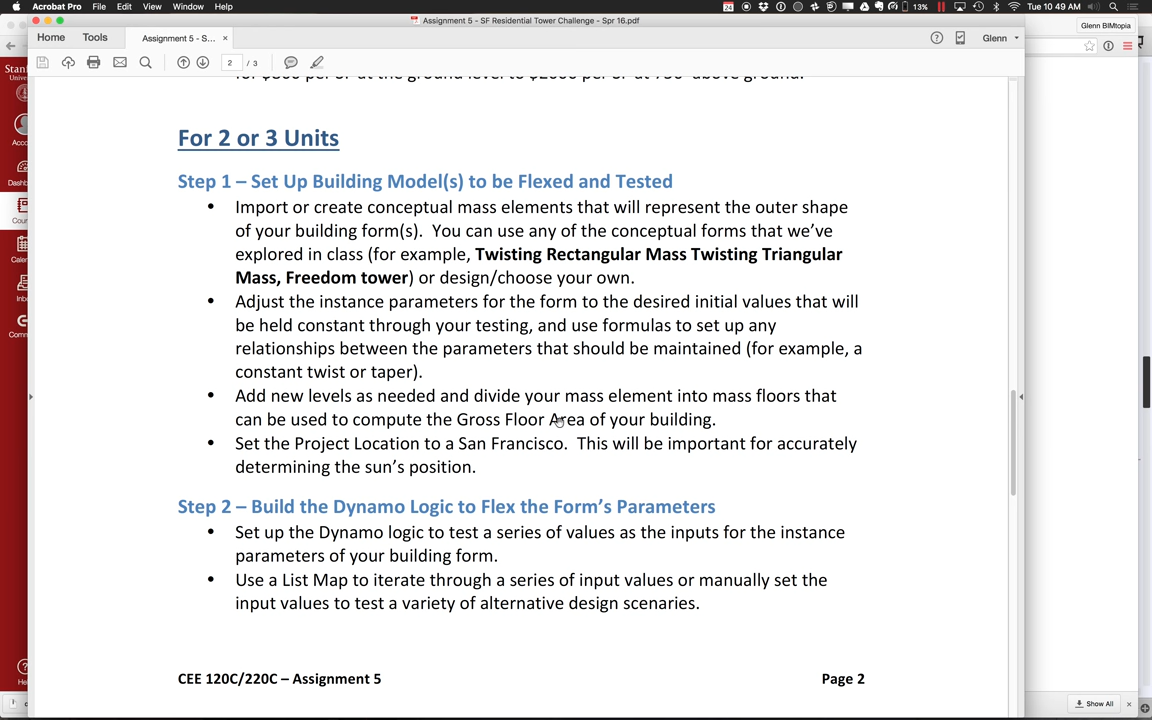 Acrobat Pro File Edit View Window Help
24 13% Tue 10 49 AM
Assignment 5 - SF Residential Tower Challenge - Spr 16.pdf
Glenn BIMtopia
Home Tools Assignment 5 - S... × Glenn
2 / 3
For 2 or 3 Units
Step 1 – Set Up Building Model(s) to be Flexed and Tested
• Import or create conceptual mass elements that will represent the outer shape
of your building form(s). You can use any of the conceptual forms that we've
explored in class (for example, Twisting Rectangular Mass Twisting Triangular
Mass, Freedom tower) or design/choose your own.
• Adjust the instance parameters for the form to the desired initial values that will
be held constant through your testing, and use formulas to set up any
relationships between the parameters that should be maintained (for example, a
constant twist or taper).
• Add new levels as needed and divide your mass element into mass floors that
can be used to compute the Gross Floor Area of your building.
• Set the Project Location to a San Francisco. This will be important for accurately
determining the sun's position.
Step 2 – Build the Dynamo Logic to Flex the Form's Parameters
• Set up the Dynamo logic to test a series of values as the inputs for the instance
parameters of your building form.
• Use a List Map to iterate through a series of input values or manually set the
input values to test a variety of alternative design scenarios.
CEE 120C/220C – Assignment 5 Page 2
Show All